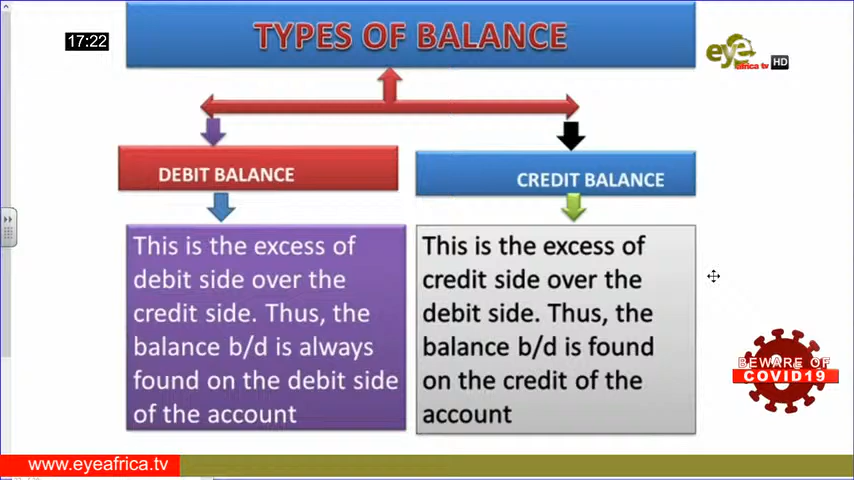 TYPES OF BALANCE
17:22
eye
africa tv HD
DEBIT BALANCE
CREDIT BALANCE
This is the excess of
debit side over the
credit side. Thus, the
balance b/d is always
found on the debit side
of the account
This is the excess of
credit side over the
debit side. Thus, the
balance b/d is found
on the credit of the
account
BEWARE OF
COVID19
www.eyeafrica.tv